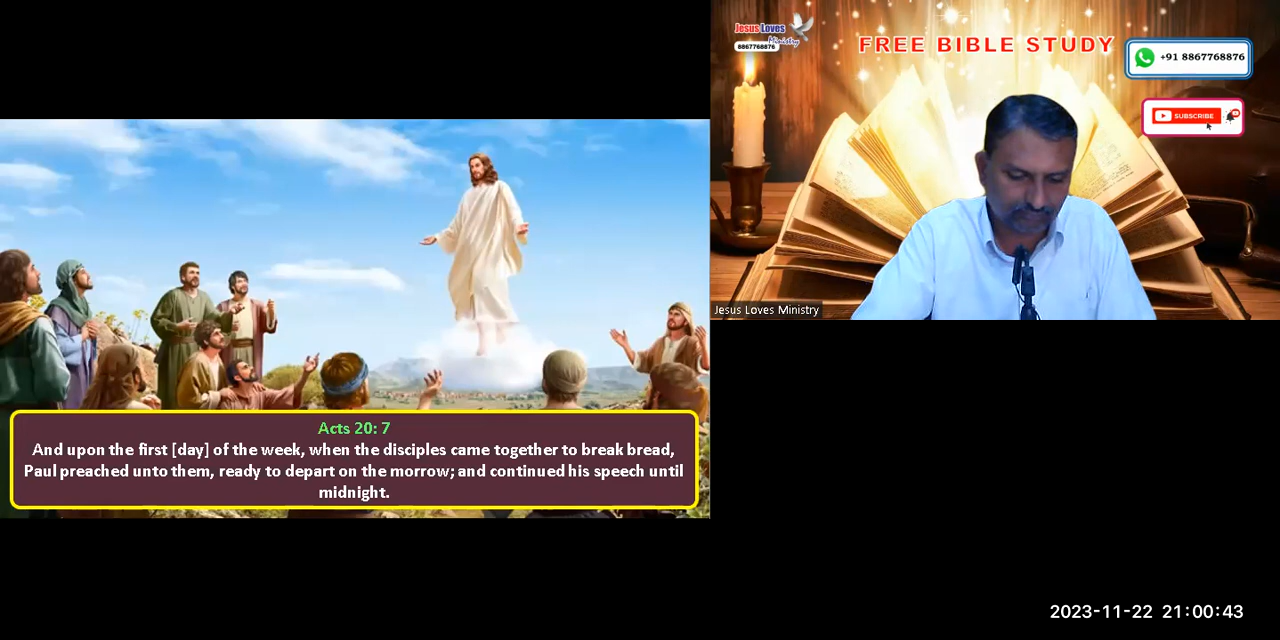 Acts 20: 7
And upon the first [day] of the week, when the disciples came together to break bread,
Paul preached unto them, ready to depart on the morrow; and continued his speech until
midnight.
Jesus Loves
Ministry
8867768876
FREE BIBLE STUDY
+91 8867768876
SUBSCRIBE
Jesus Loves Ministry
2023-11-22 21:00:43